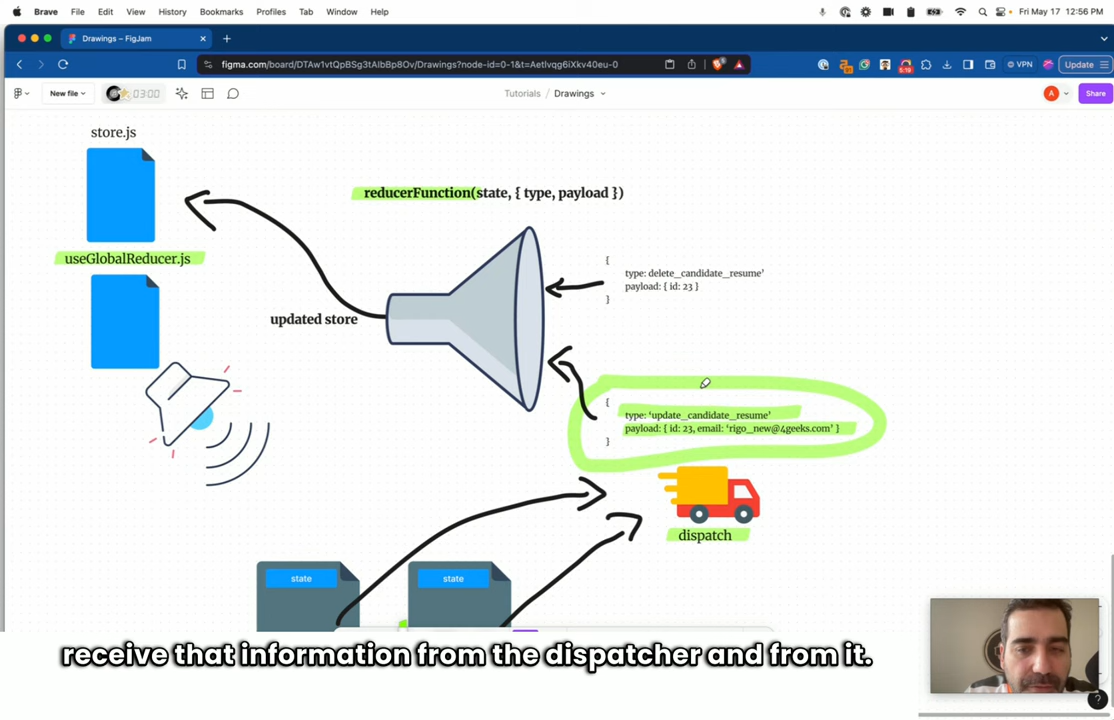 Brave File Edit View History Bookmarks Profiles Tab Window Help Fri May 17 12:56 PM
Drawings – FigJam
figma.com/board/DTAw1vtQpBSg3tAlbBp8Ov/Drawings?node-id=0-1&t=Aetlvqg6iXkv40eu-0
VPN
Update
New file
03:00
Tutorials / Drawings
A
Share
store.js
reducerFunction(state, { type, payload })
useGlobalReducer.js
{
type: delete_candidate_resume’
payload: { id: 23 }
}
updated store
{
type: ‘update_candidate_resume’
payload: { id: 23, email: ‘rigo_new@4geeks.com’ }
}
dispatch
state
state
receive that information from the dispatcher and from it.
?